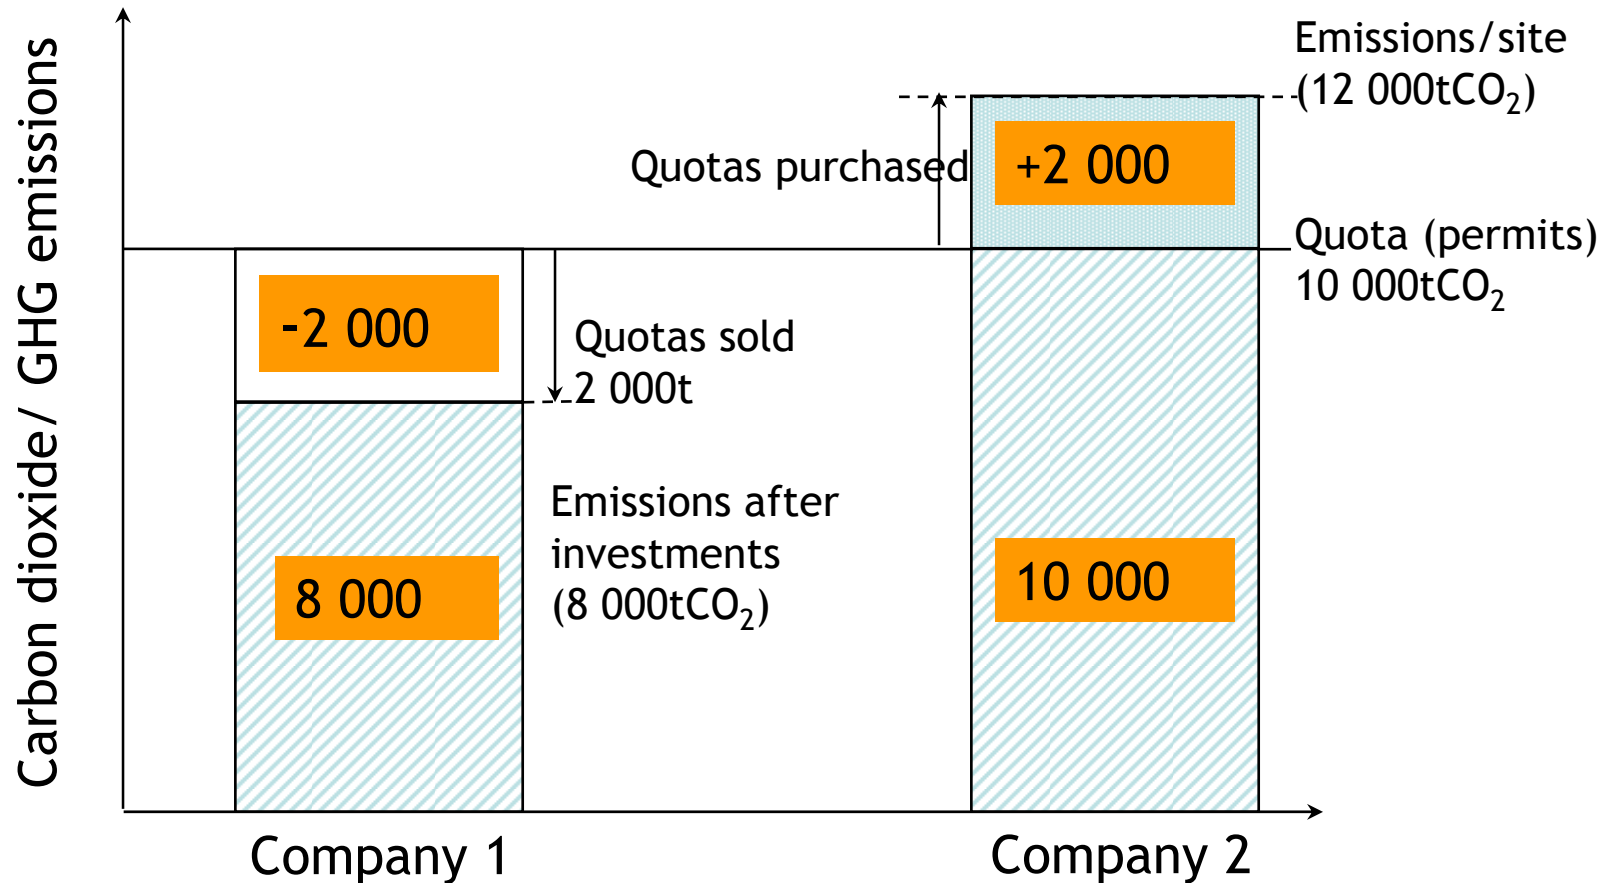 Carbon dioxide/ GHG emissions
Emissions/site
(12 000tCO₂)
Quotas purchased
+2 000
Quota (permits)
10 000tCO₂
-2 000
Quotas sold
2 000t
Emissions after
investments
(8 000tCO₂)
8 000
10 000
Company 1
Company 2